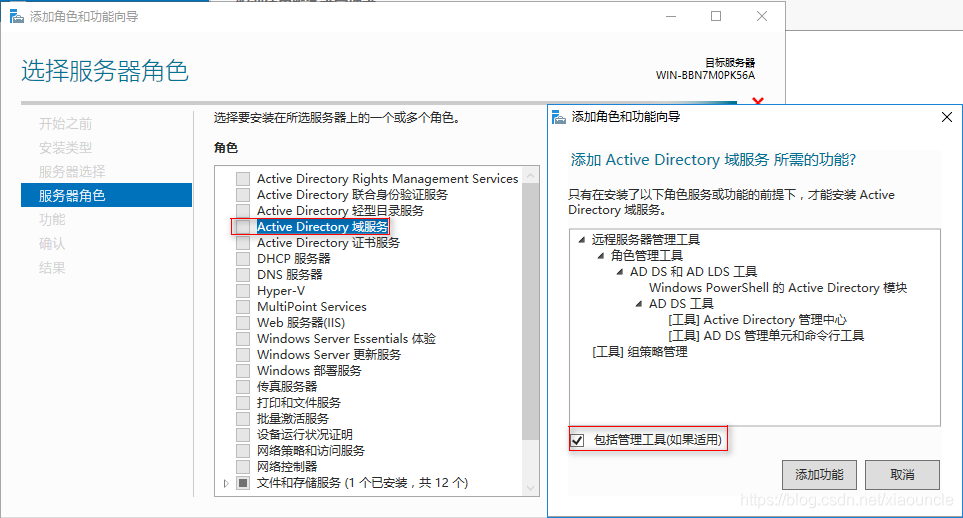 添加角色和功能向导
选择服务器角色
目标服务器
WIN-BBN7M0PK56A
开始之前
安装类型
服务器选择
服务器角色
功能
确认
结果
选择要安装在所选服务器上的一个或多个角色。
角色
Active Directory Rights Management Services
Active Directory 联合身份验证服务
Active Directory 轻型目录服务
Active Directory 域服务
Active Directory 证书服务
DHCP 服务器
DNS 服务器
Hyper-V
MultiPoint Services
Web 服务器(IIS)
Windows Server Essentials 体验
Windows Server 更新服务
Windows 部署服务
传真服务器
打印和文件服务
批量激活服务
设备运行状况证明
网络策略和访问服务
网络控制器
文件和存储服务 (1 个已安装，共 12 个)
添加角色和功能向导
添加 Active Directory 域服务 所需的功能?
只有在安装了以下角色服务或功能的前提下，才能安装 Active
Directory 域服务。
远程服务器管理工具
角色管理工具
AD DS 和 AD LDS 工具
Windows PowerShell 的 Active Directory 模块
AD DS 工具
[工具] Active Directory 管理中心
[工具] AD DS 管理单元和命令行工具
[工具] 组策略管理
包括管理工具(如果适用)
添加功能
取消
https://blog.csdn.net/xiaouncle